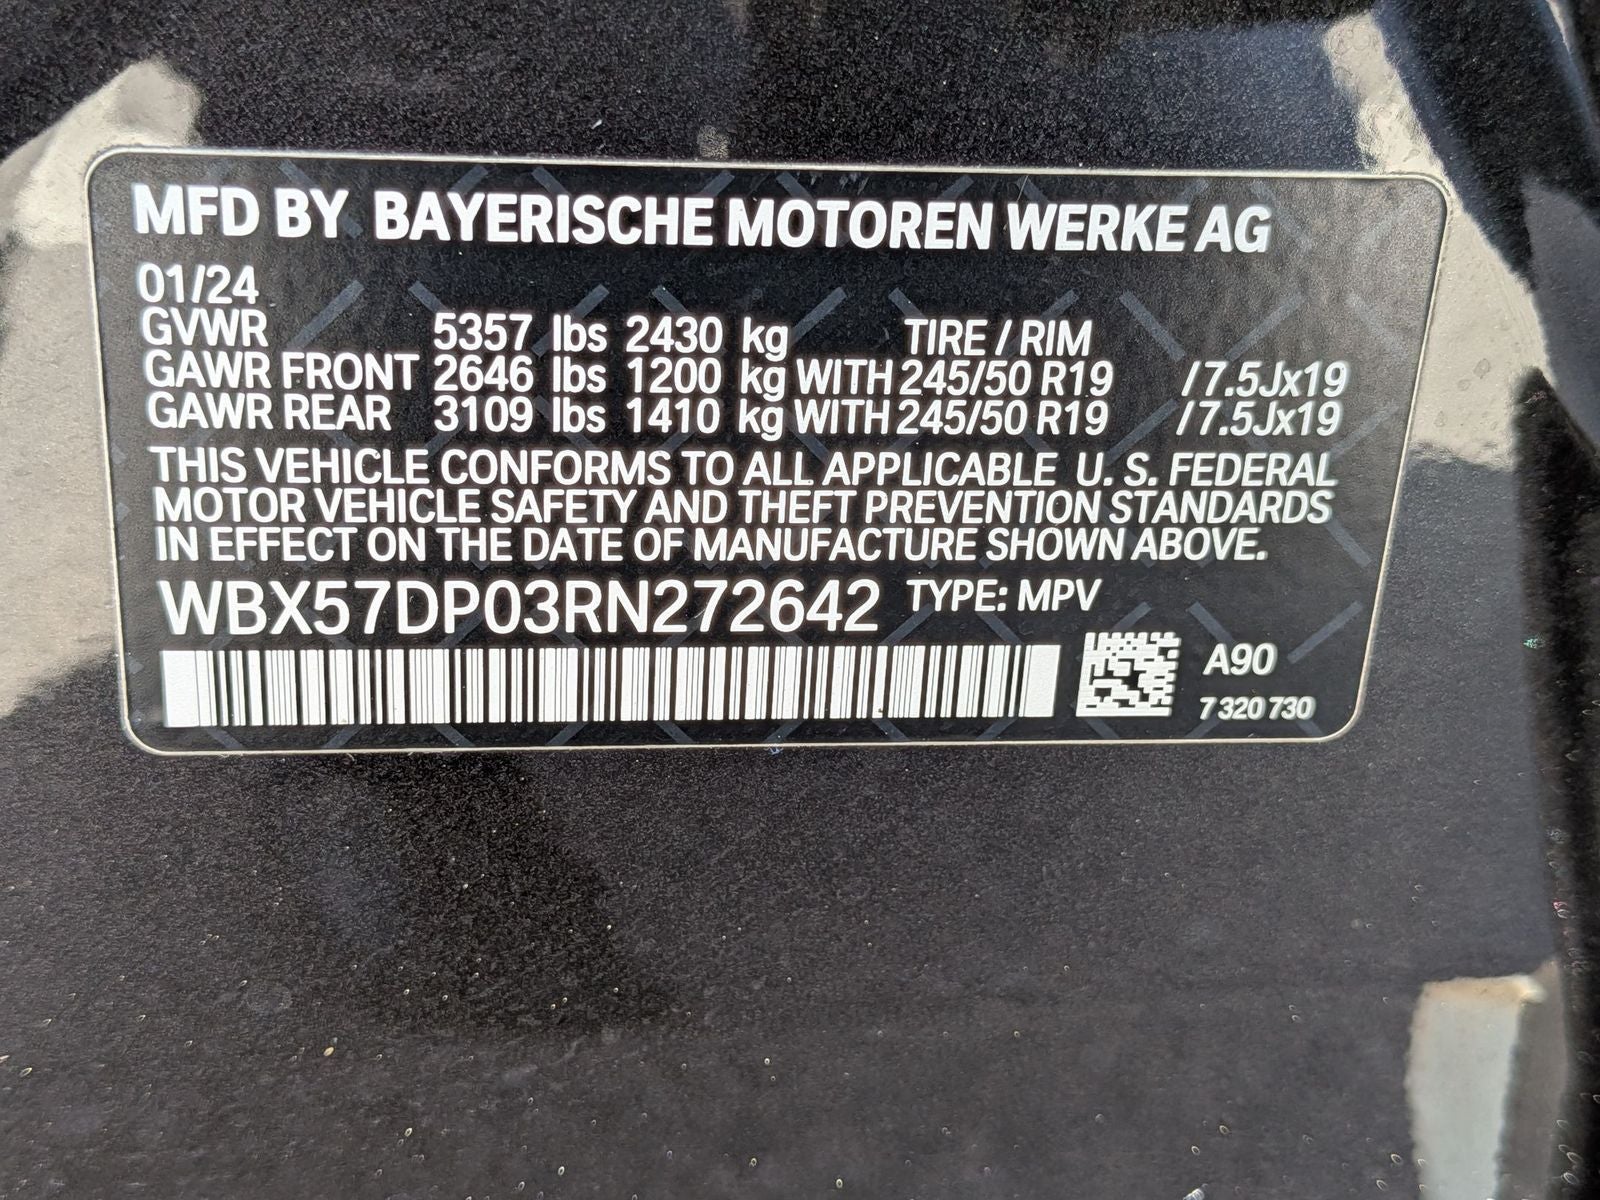 MFD BY BAYERISCHE MOTOREN WERKE AG
01/24
GVWR 5357 lbs 2430 kg TIRE / RIM
GAWR FRONT 2646 lbs 1200 kg WITH 245/50 R19 /7.5Jx19
GAWR REAR 3109 lbs 1410 kg WITH 245/50 R19 /7.5Jx19
THIS VEHICLE CONFORMS TO ALL APPLICABLE U. S. FEDERAL
MOTOR VEHICLE SAFETY AND THEFT PREVENTION STANDARDS
IN EFFECT ON THE DATE OF MANUFACTURE SHOWN ABOVE.
WBX57DP03RN272642 TYPE: MPV
A90
7 320 730